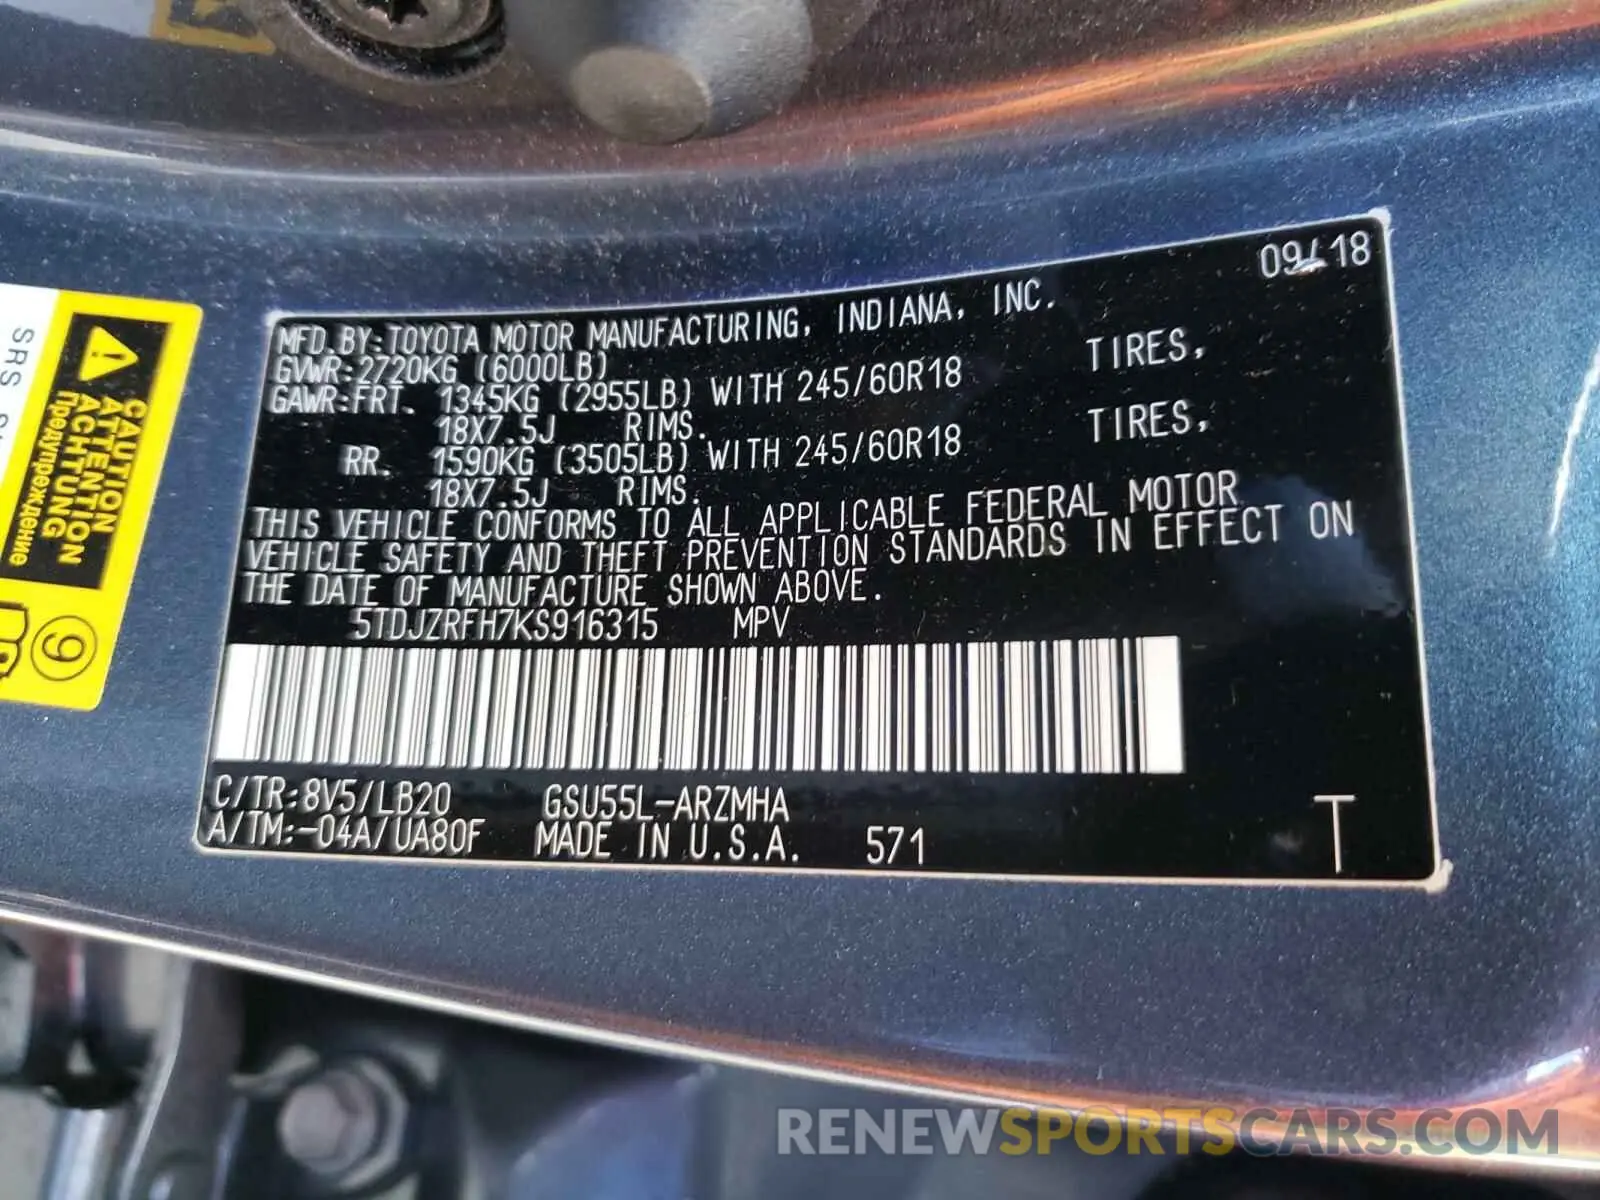 09/18
MFD.BY:TOYOTA MOTOR MANUFACTURING, INDIANA, INC.
GVWR:2720KG (6000LB)
GAWR:FRT. 1345KG (2955LB) WITH 245/60R18 TIRES,
18X7.5J RIMS.
RR. 1590KG (3505LB) WITH 245/60R18 TIRES,
18X7.5J RIMS.
THIS VEHICLE CONFORMS TO ALL APPLICABLE FEDERAL MOTOR
VEHICLE SAFETY AND THEFT PREVENTION STANDARDS IN EFFECT ON
THE DATE OF MANUFACTURE SHOWN ABOVE.
5TDJZRFH7KS916315 MPV
C/TR:8V5/LB20 GSU55L-ARZMHA
A/TM:-04A/UA80F MADE IN U.S.A. 571 T
CAUTION
ATTENTION
ACHTUNG
Предупреждение
SRS
9
RENEWSPORTSCARS.COM